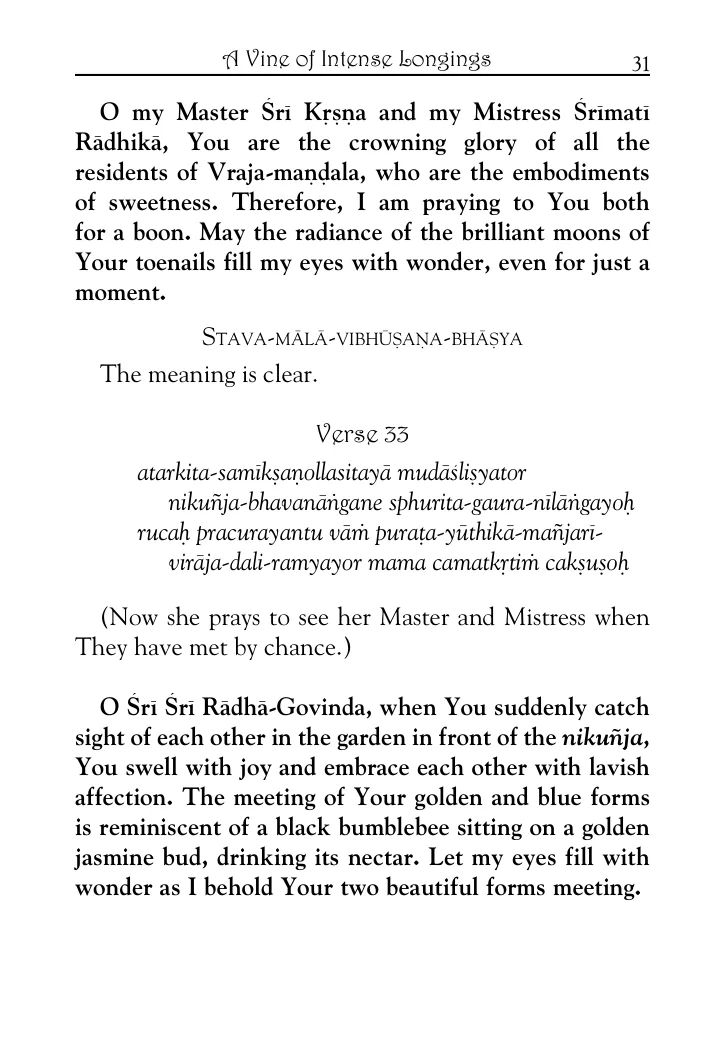 A Vine of Intense Longings 31
O my Master Śrī Kṛṣṇa and my Mistress Śrīmatī
Rādhikā, You are the crowning glory of all the
residents of Vraja-maṇḍala, who are the embodiments
of sweetness. Therefore, I am praying to You both
for a boon. May the radiance of the brilliant moons of
Your toenails fill my eyes with wonder, even for just a
moment.
Stava-mālā-vibhūṣaṇa-bhāṣya
The meaning is clear.
Verse 33
atarkita-samīkṣaṇollasitayā mudāśliṣyator
nikuñja-bhavanāṅgane sphurita-gaura-nīlāṅgayoḥ
rucaḥ pracurayantu vāṁ puraṭa-yūthikā-mañjarī-
virāja-dali-ramyayor mama camatkṛtiṁ cakṣuṣoḥ
(Now she prays to see her Master and Mistress when
They have met by chance.)
O Śrī Śrī Rādhā-Govinda, when You suddenly catch
sight of each other in the garden in front of the nikuñja,
You swell with joy and embrace each other with lavish
affection. The meeting of Your golden and blue forms
is reminiscent of a black bumblebee sitting on a golden
jasmine bud, drinking its nectar. Let my eyes fill with
wonder as I behold Your two beautiful forms meeting.